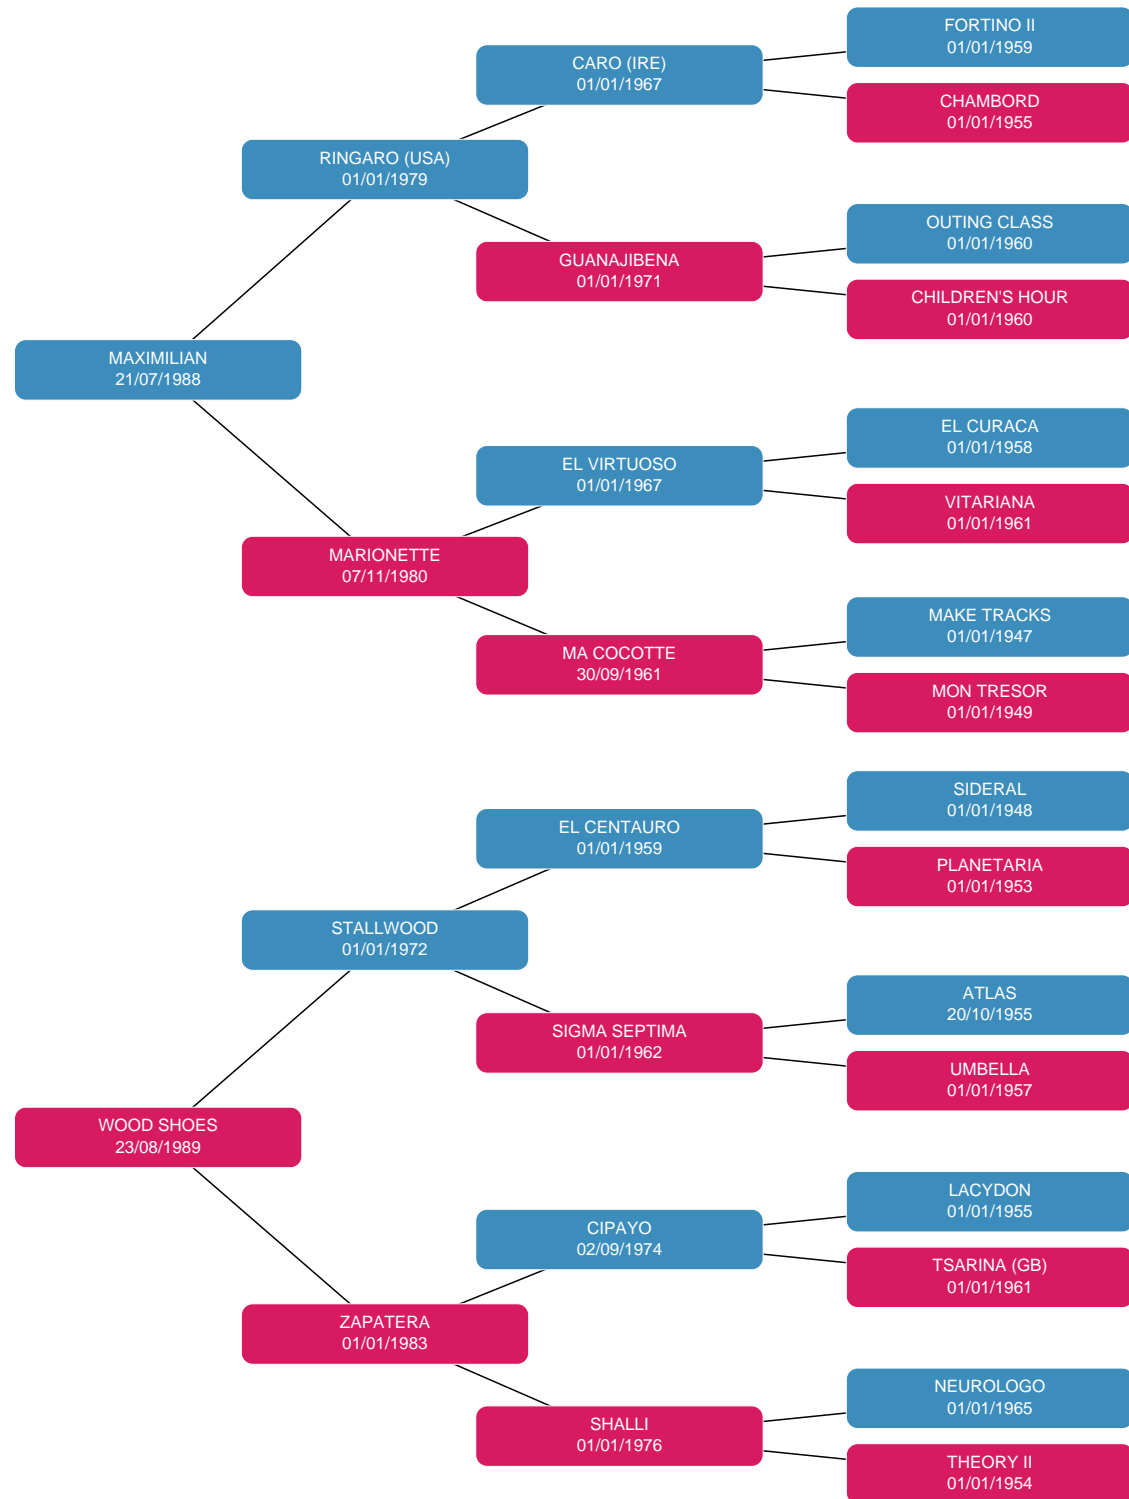 FORTINO II
01/01/1959
CARO (IRE)
01/01/1967
CHAMBORD
01/01/1955
RINGARO (USA)
01/01/1979
OUTING CLASS
01/01/1960
GUANAJIBENA
01/01/1971
CHILDREN'S HOUR
01/01/1960
MAXIMILIAN
21/07/1988
EL CURACA
01/01/1958
EL VIRTUOSO
01/01/1967
VITARIANA
01/01/1961
MARIONETTE
07/11/1980
MAKE TRACKS
01/01/1947
MA COCOTTE
30/09/1961
MON TRESOR
01/01/1949
SIDERAL
01/01/1948
EL CENTAURO
01/01/1959
PLANETARIA
01/01/1953
STALLWOOD
01/01/1972
ATLAS
20/10/1955
SIGMA SEPTIMA
01/01/1962
UMBELLA
01/01/1957
WOOD SHOES
23/08/1989
LACYDON
01/01/1955
CIPAYO
02/09/1974
TSARINA (GB)
01/01/1961
ZAPATERA
01/01/1983
NEUROLOGO
01/01/1965
SHALLI
01/01/1976
THEORY II
01/01/1954